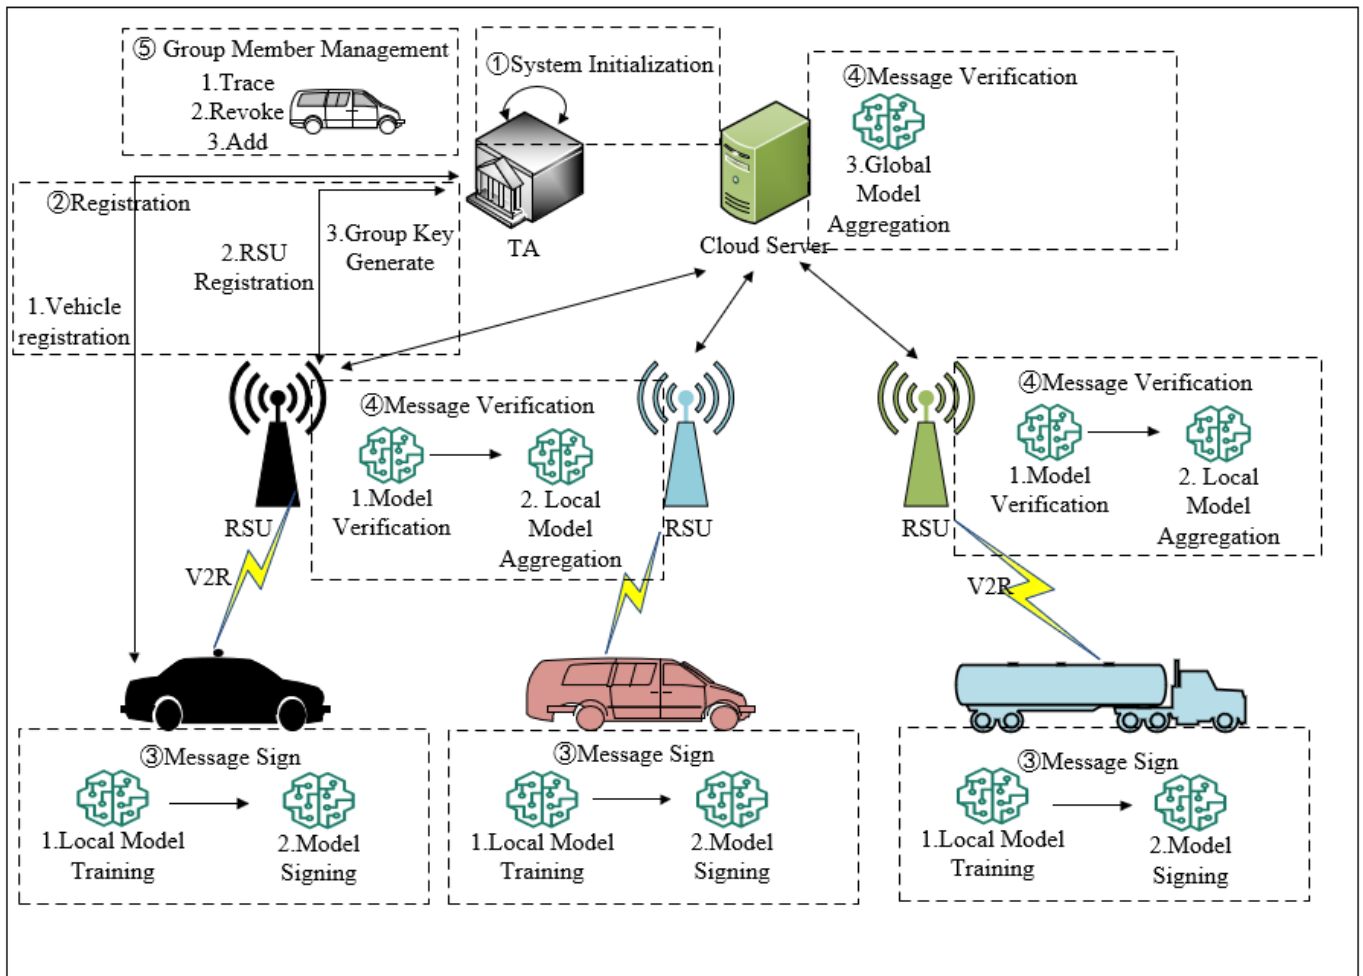 ⑤ Group Member Management
1.Trace
2.Revoke
3.Add
①System Initialization
④Message Verification
3.Global
Model
Aggregation
②Registration
2.RSU
Registration
3.Group Key
Generate
TA
Cloud Server
1.Vehicle
registration
④Message Verification
1.Model
Verification
2. Local
Model
Aggregation
④Message Verification
1.Model
Verification
2. Local
Model
Aggregation
RSU
RSU
RSU
V2R
V2R
③Message Sign
1.Local Model
Training
2.Model
Signing
③Message Sign
1.Local Model
Training
2.Model
Signing
③Message Sign
1.Local Model
Training
2.Model
Signing